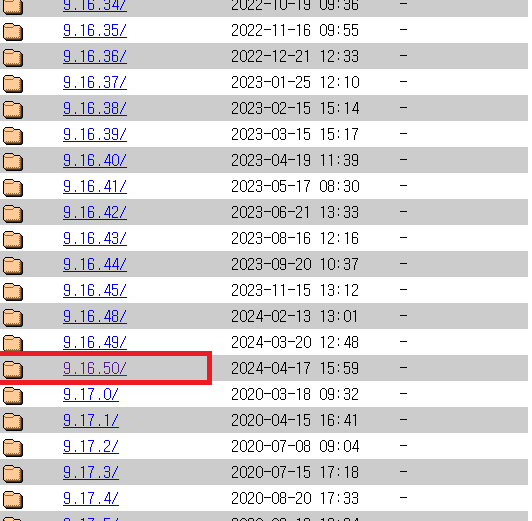 9.16.34/ 2022-10-19 09:36 -
9.16.35/ 2022-11-16 09:55 -
9.16.36/ 2022-12-21 12:33 -
9.16.37/ 2023-01-25 12:10 -
9.16.38/ 2023-02-15 15:14 -
9.16.39/ 2023-03-15 15:17 -
9.16.40/ 2023-04-19 11:39 -
9.16.41/ 2023-05-17 08:30 -
9.16.42/ 2023-06-21 13:33 -
9.16.43/ 2023-08-16 12:16 -
9.16.44/ 2023-09-20 10:37 -
9.16.45/ 2023-11-15 13:12 -
9.16.48/ 2024-02-13 13:01 -
9.16.49/ 2024-03-20 12:48 -
9.16.50/ 2024-04-17 15:59 -
9.17.0/ 2020-03-18 09:32 -
9.17.1/ 2020-04-15 16:41 -
9.17.2/ 2020-07-08 09:04 -
9.17.3/ 2020-07-15 17:18 -
9.17.4/ 2020-08-20 17:33 -